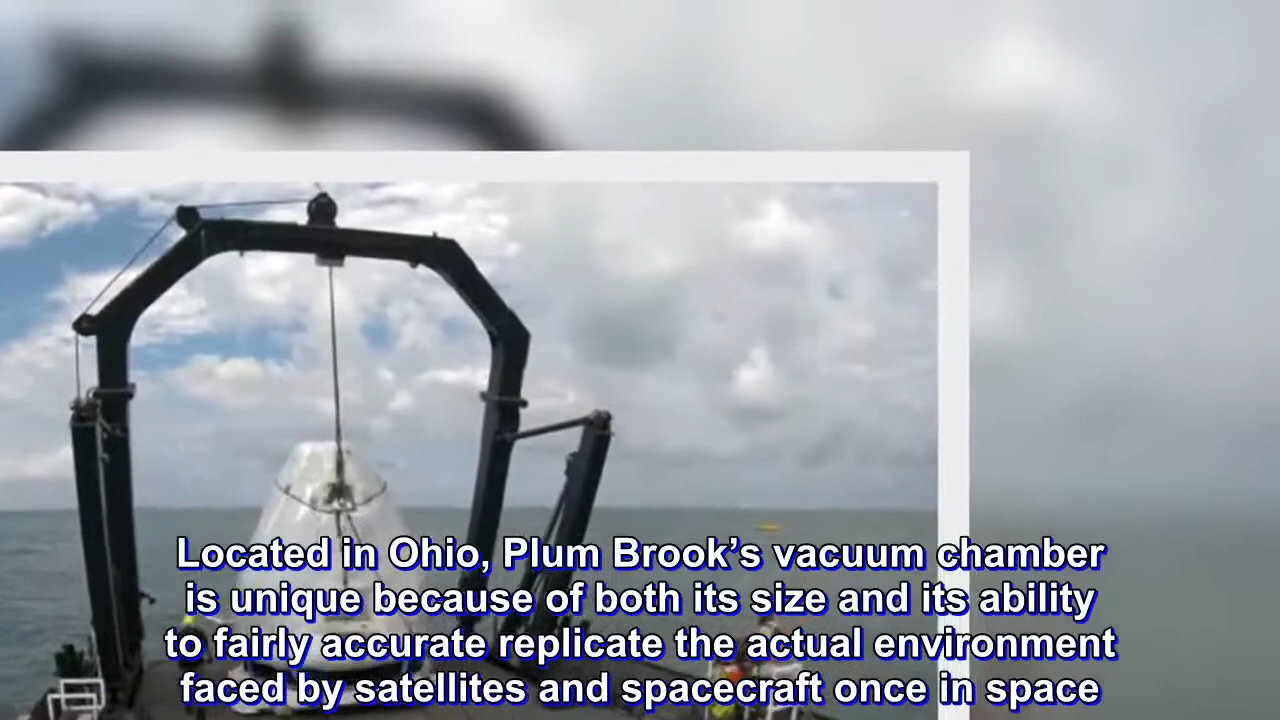 Located in Ohio, Plum Brook’s vacuum chamber
is unique because of both its size and its ability
to fairly accurate replicate the actual environment
faced by satellites and spacecraft once in space